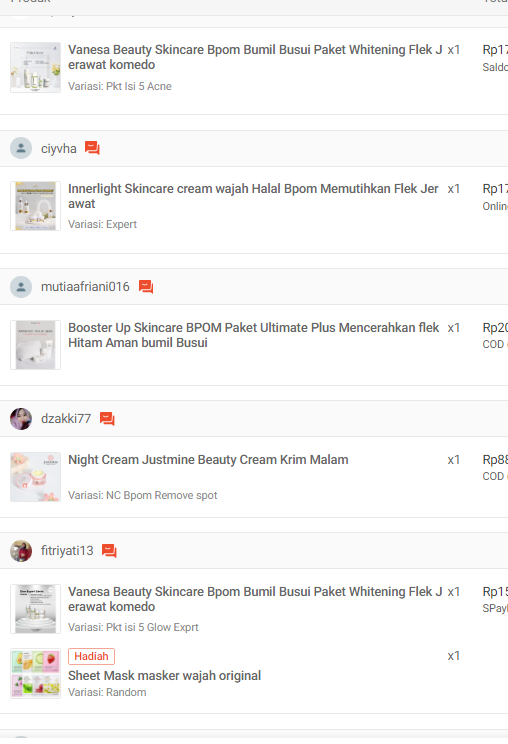 Vanesa Beauty Skincare Bpom Bumil Busui Paket Whitening Flek J x1 Rp17
erawat komedo
Saldo
Variasi: Pkt Isi 5 Acne
ciyvha
Innerlight Skincare cream wajah Halal Bpom Memutihkan Flek Jer x1 Rp17
awat
Onlin
Variasi: Expert
mutiaafriani016
Booster Up Skincare BPOM Paket Ultimate Plus Mencerahkan flek x1 Rp20
Hitam Aman bumil Busui
COD
dzakki77
Night Cream Justmine Beauty Cream Krim Malam x1 Rp88
COD
Variasi: NC Bpom Remove spot
fitriyati13
Vanesa Beauty Skincare Bpom Bumil Busui Paket Whitening Flek J x1 Rp15
erawat komedo
SPayl
Variasi: Pkt isi 5 Glow Exprt
Hadiah x1
Sheet Mask masker wajah original
Variasi: Random